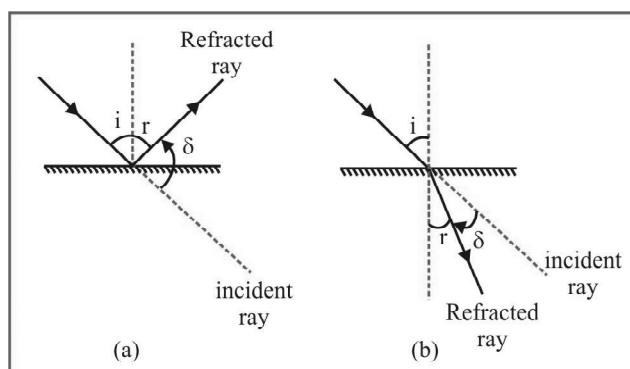 Refracted
ray
i
r
δ
incident
ray
(a)
i
r
δ
incident
ray
Refracted
ray
(b)